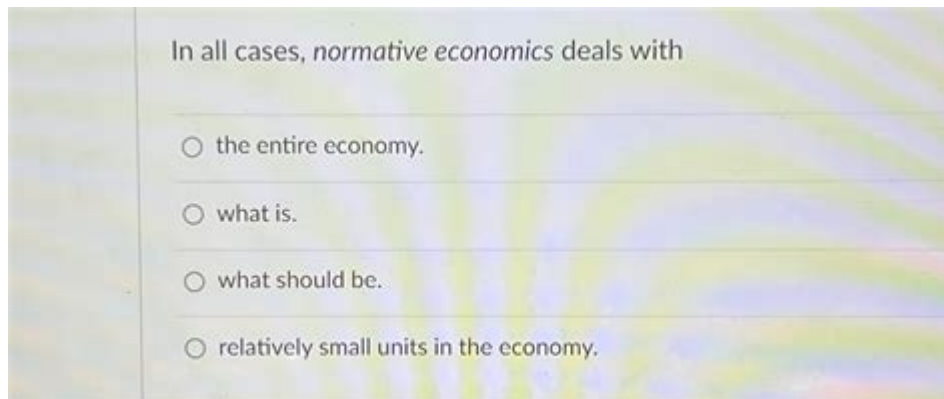 In all cases, normative economics deals with
the entire economy.
what is.
what should be.
relatively small units in the economy.